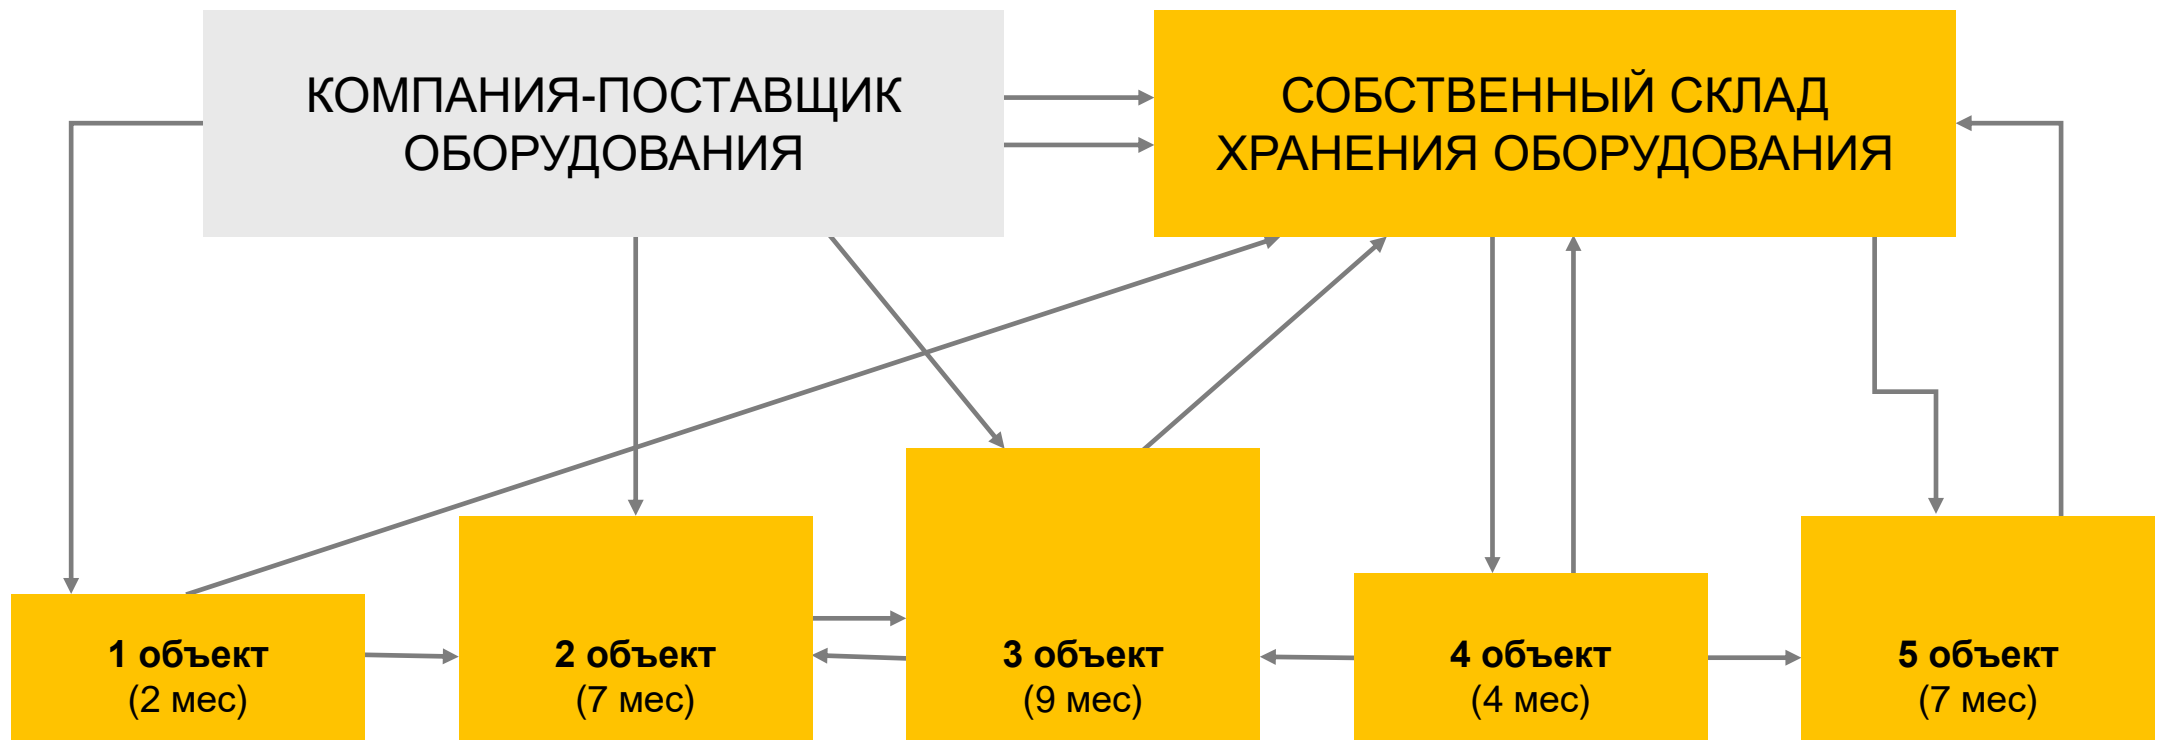 КОМПАНИЯ-ПОСТАВЩИК
ОБОРУДОВАНИЯ
СОБСТВЕННЫЙ СКЛАД
ХРАНЕНИЯ ОБОРУДОВАНИЯ
1 объект
(2 мес)
2 объект
(7 мес)
3 объект
(9 мес)
4 объект
(4 мес)
5 объект
(7 мес)